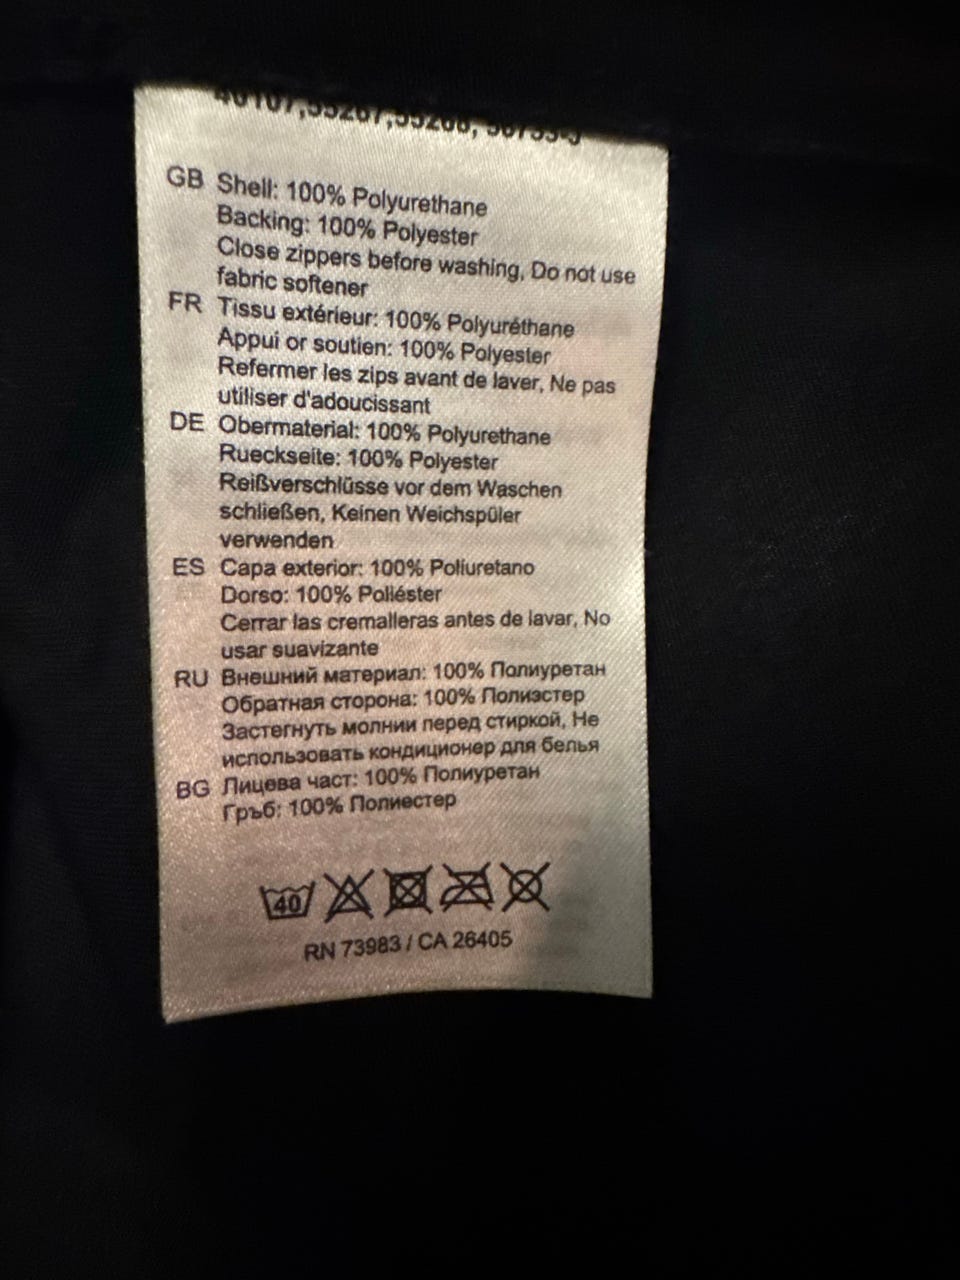 GB Shell: 100% Polyurethane
Backing: 100% Polyester
Close zippers before washing, Do not use
fabric softener
FR Tissu extérieur: 100% Polyuréthane
Appui or soutien: 100% Polyester
Refermer les zips avant de laver, Ne pas
utiliser d'adoucissant
DE Obermaterial: 100% Polyurethane
Rueckseite: 100% Polyester
Reißverschlüsse vor dem Waschen
schließen, Keinen Weichspüler
verwenden
ES Capa exterior: 100% Poliuretano
Dorso: 100% Poliéster
Cerrar las cremalleras antes de lavar, No
usar suavizante
RU Внешний материал: 100% Полиуретан
Обратная сторона: 100% Полиэстер
Застегнуть молнии перед стиркой, Не
использовать кондиционер для белья
BG Лицева част: 100% Полиуретан
Гръб: 100% Полиестер
40
RN 73983 / CA 26405